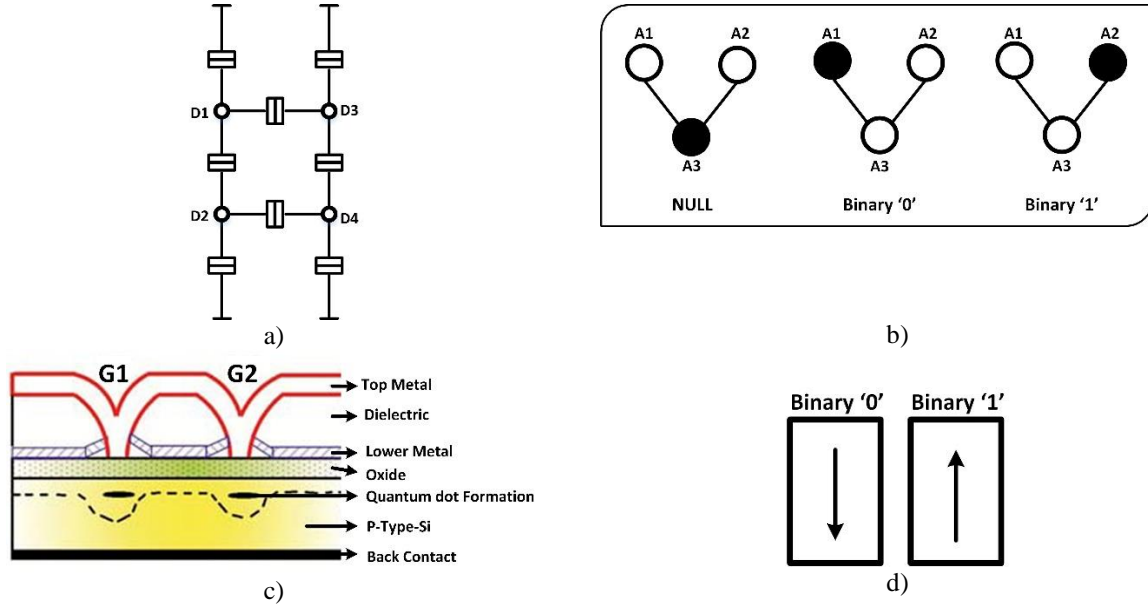 D1
D3
D2
D4
a)
A1
A2
A3
NULL
A1
A2
A3
Binary ‘0’
A1
A2
A3
Binary ‘1’
b)
G1
G2
Top Metal
Dielectric
Lower Metal
Oxide
Quantum dot Formation
P-Type-Si
Back Contact
c)
Binary ‘0’
Binary ‘1’
d)